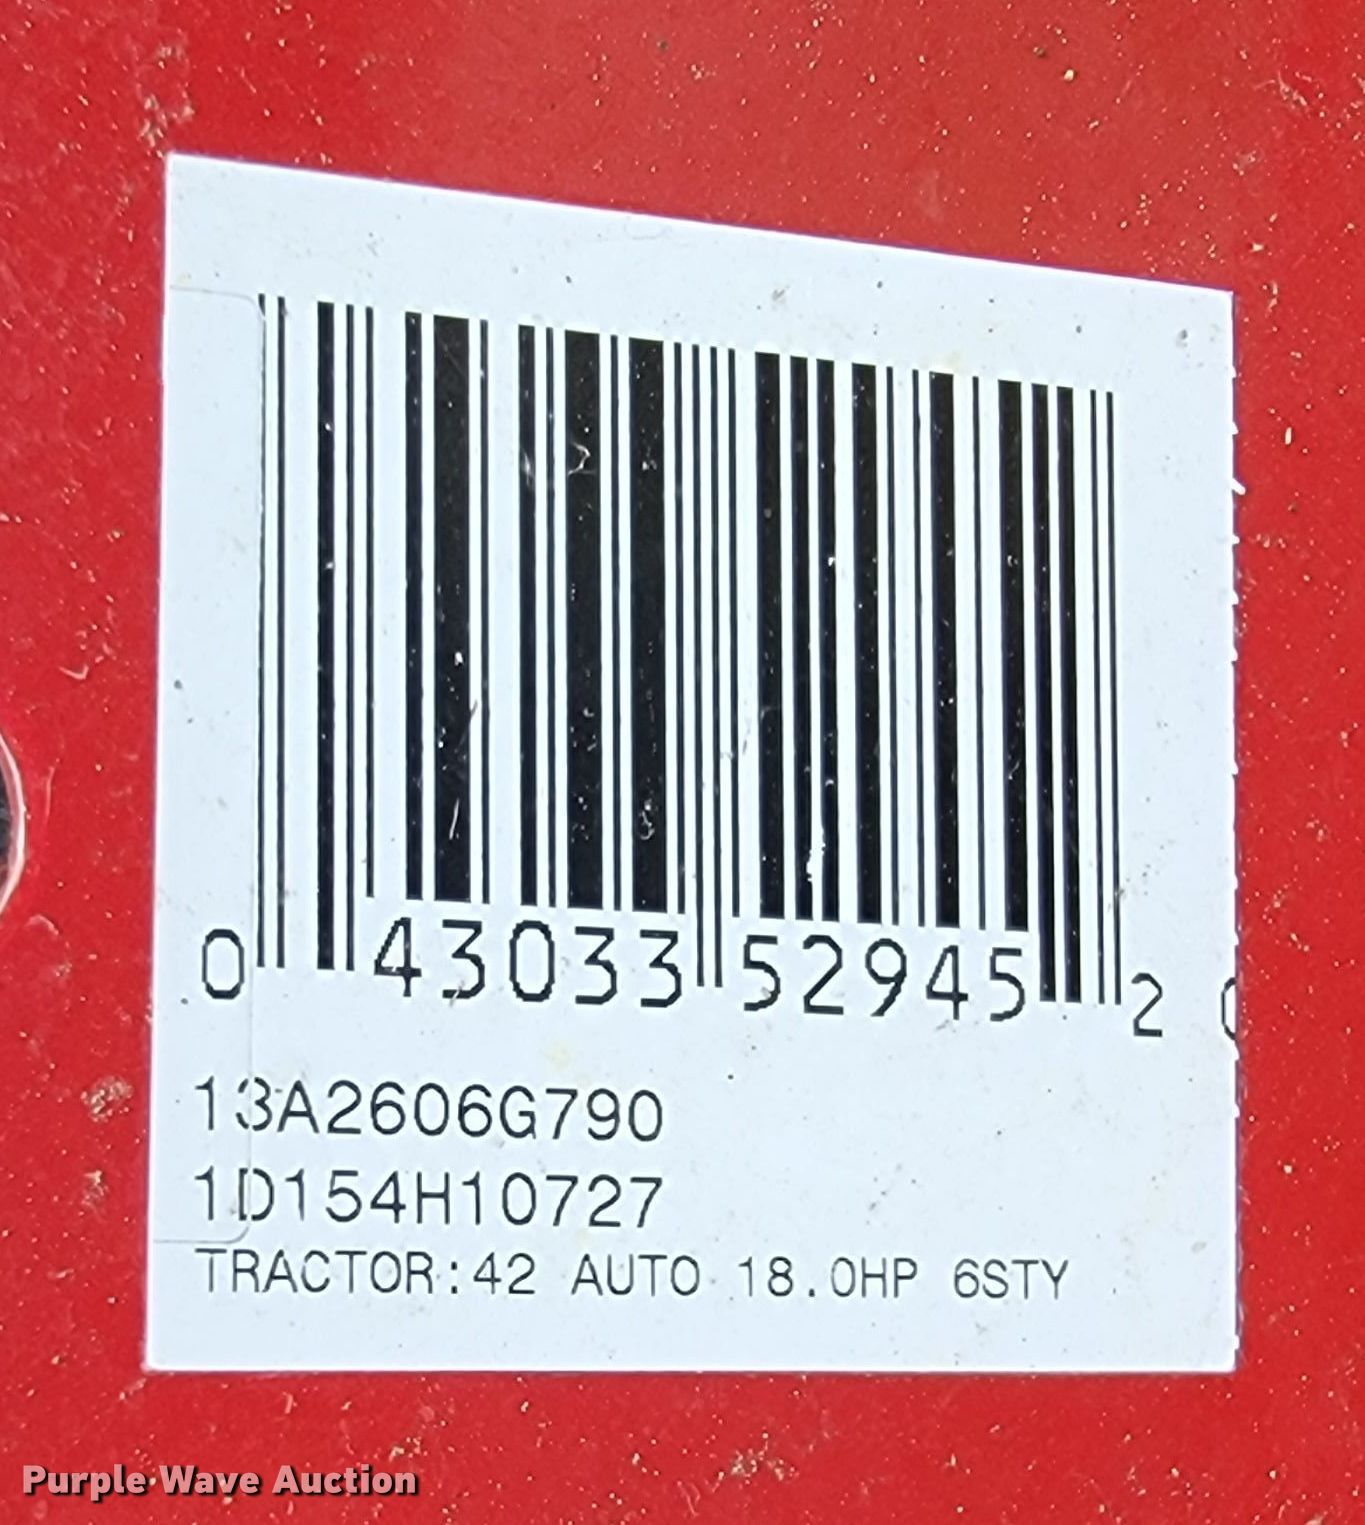 0 43033 52945 2
13A2606G790
1D154H10727
TRACTOR:42 AUTO 18.0HP 6STY
Purple Wave Auction